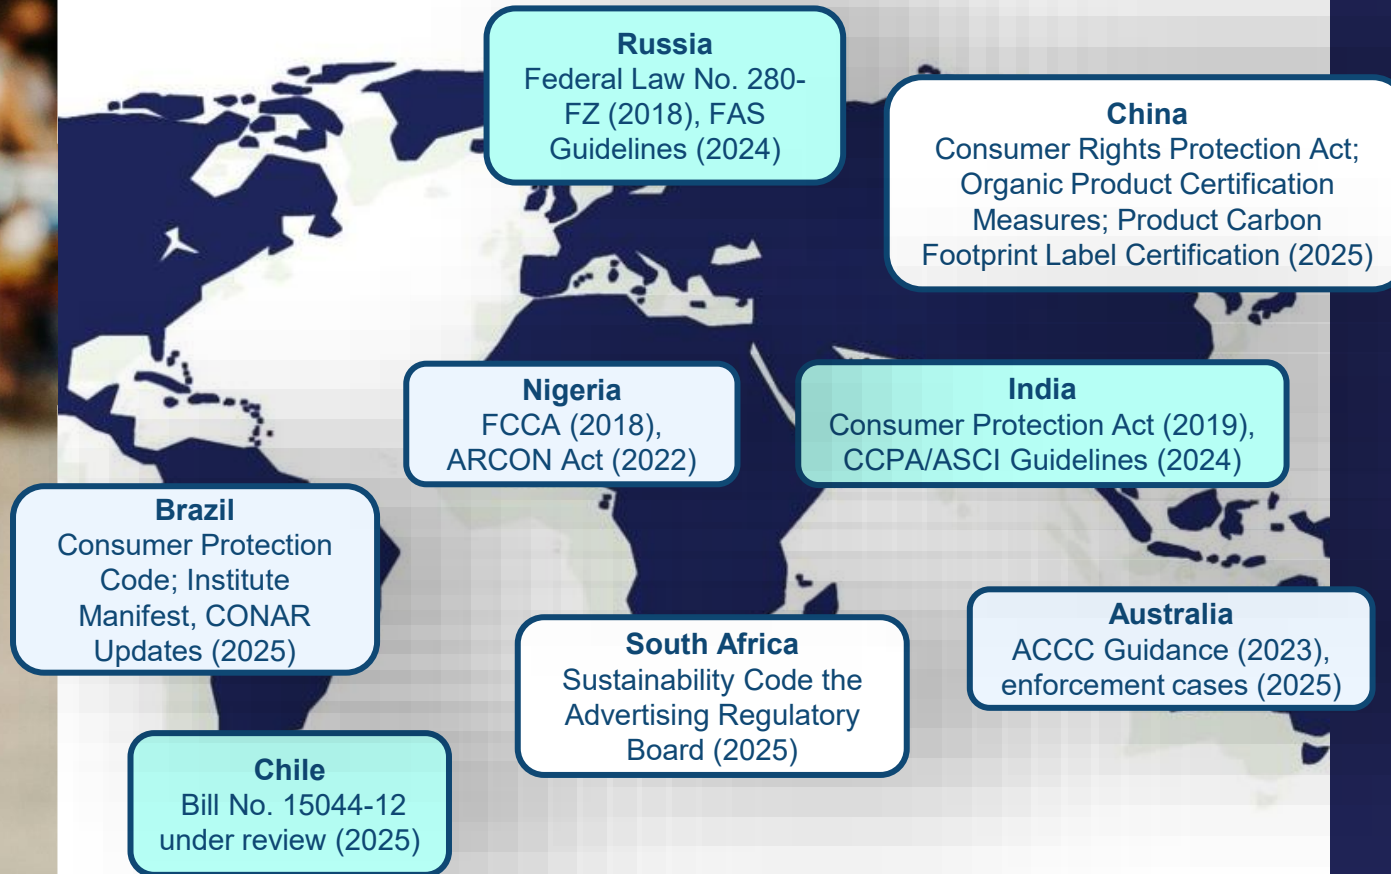 Russia
Federal Law No. 280-
FZ (2018), FAS
Guidelines (2024)
China
Consumer Rights Protection Act;
Organic Product Certification
Measures; Product Carbon
Footprint Label Certification (2025)
Nigeria
FCCA (2018),
ARCON Act (2022)
India
Consumer Protection Act (2019),
CCPA/ASCI Guidelines (2024)
Brazil
Consumer Protection
Code; Institute
Manifest, CONAR
Updates (2025)
South Africa
Sustainability Code the
Advertising Regulatory
Board (2025)
Australia
ACCC Guidance (2023),
enforcement cases (2025)
Chile
Bill No. 15044-12
under review (2025)